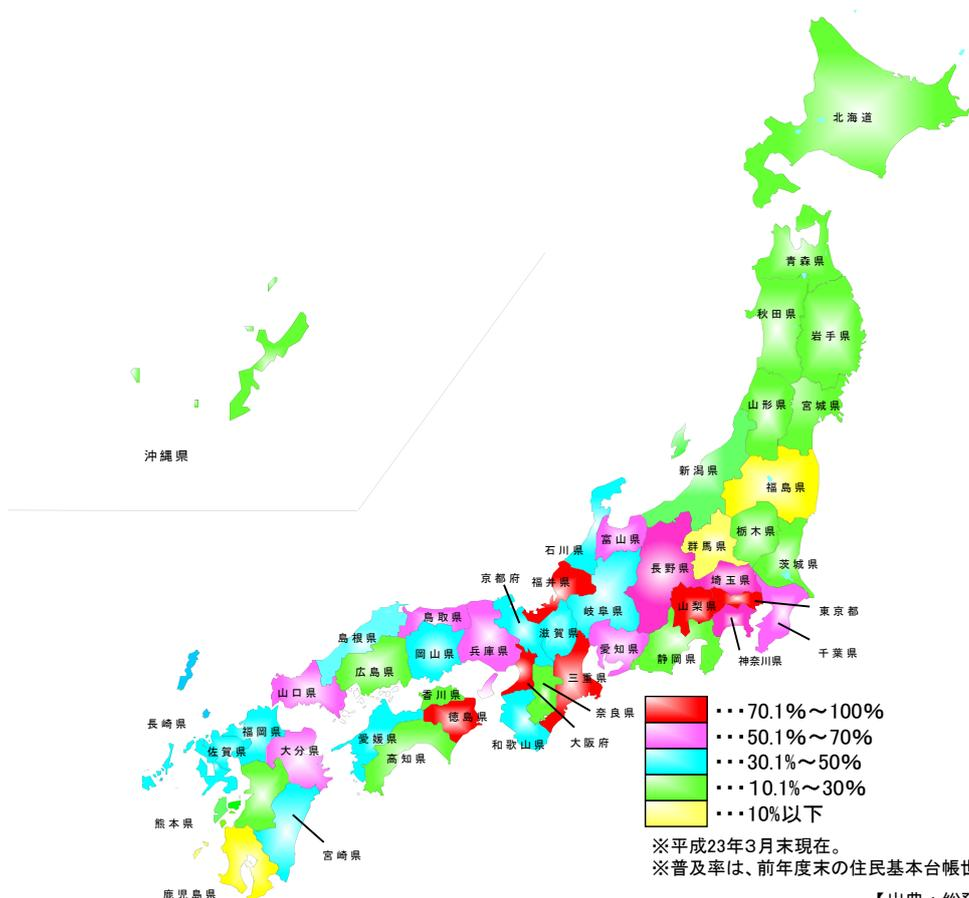 北海道
青森県
秋田県
岩手県
山形県
宮城県
沖縄県
新潟県
福島県
栃木県
富山県
群馬県
石川県
茨城県
長野県
京都府
福井県
埼玉県
岐阜県
山梨県
東京都
鳥取県
滋賀県
島根県
岡山県
兵庫県
愛知県
静岡県
神奈川県
千葉県
広島県
三重県
山口県
香川県
奈良県
徳島県
長崎県
福岡県
愛媛県
和歌山県
大阪府
佐賀県
大分県
高知県
熊本県
宮崎県
鹿児島県
・・・70.1%～100%
・・・50.1%～70%
・・・30.1%～50%
・・・10.1%～30%
・・・10%以下
※平成23年3月末現在。
※普及率は、前年度末の住民基本台帳世
【出典：総務